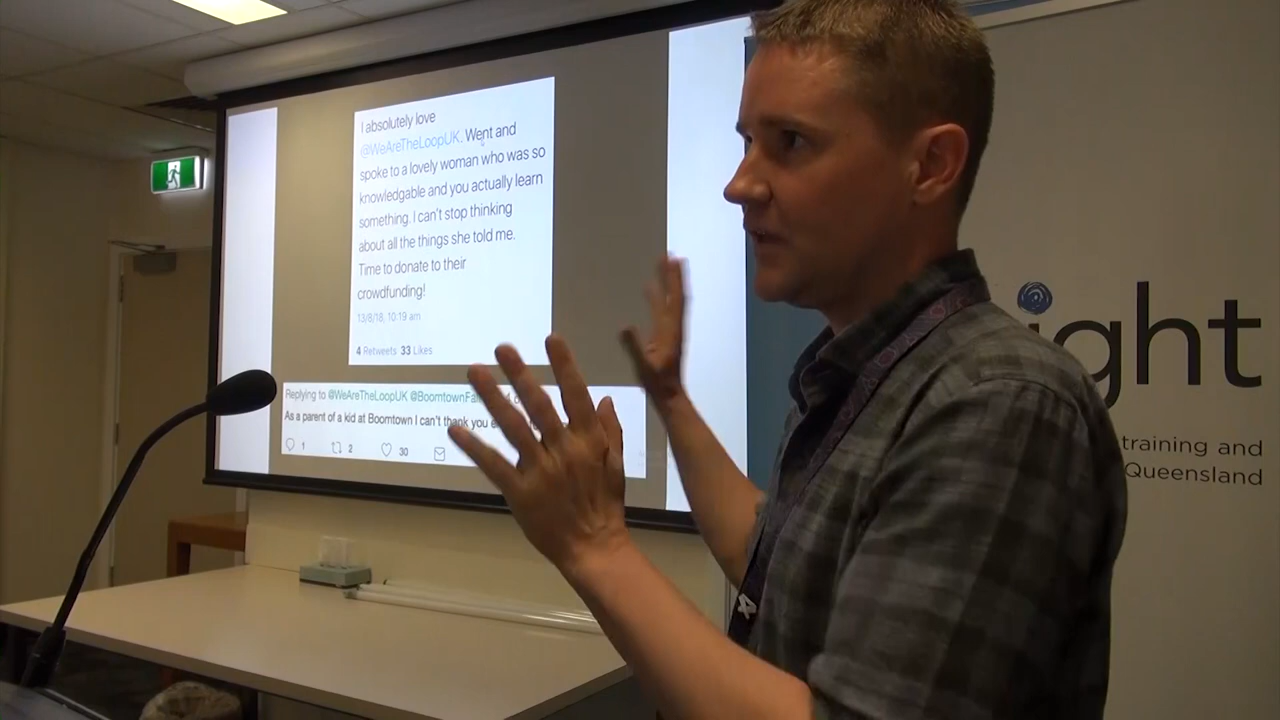 I absolutely love
@WeAreTheLoopUK. Went and
spoke to a lovely woman who was so
knowledgable and you actually learn
something. I can't stop thinking
about all the things she told me.
Time to donate to their
crowdfunding!
13/8/18, 10:19 am
4 Retweets 33 Likes
Replying to @WeAreTheLoopUK
As a parent of a kid at Boomtown I can't thank you
1 2 30
ight
training and
Queensland